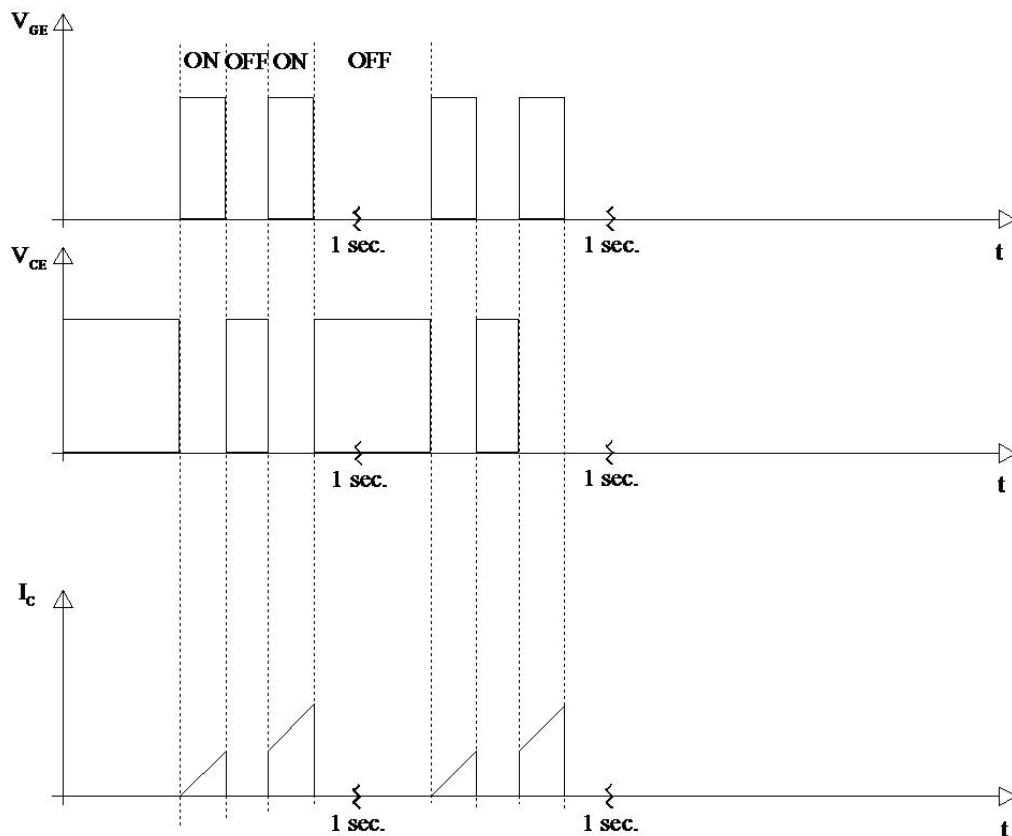 V_GE
ON OFF ON OFF
1 sec. 1 sec.
t
V_CE
1 sec. 1 sec.
t
I_C
1 sec. 1 sec.
t